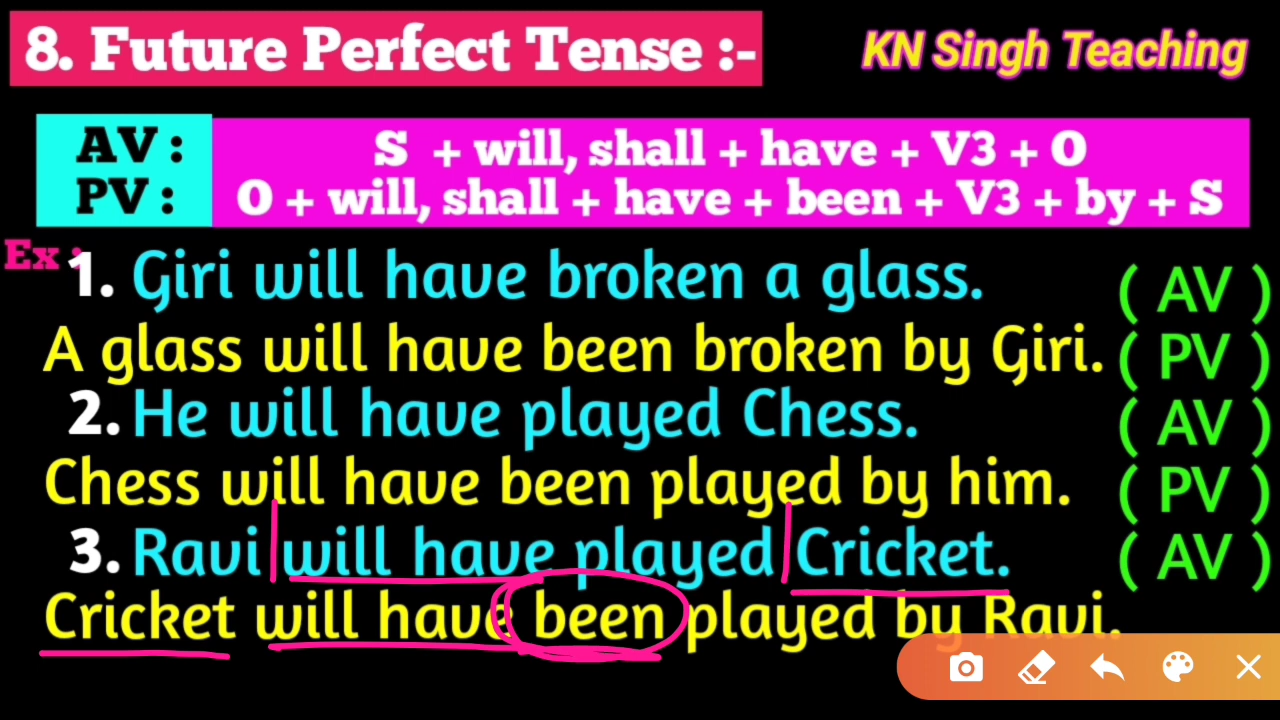 8. Future Perfect Tense :-
KN Singh Teaching
AV : S + will, shall + have + V3 + O
PV : O + will, shall + have + been + V3 + by + S
Ex :
1. Giri will have broken a glass. ( AV )
A glass will have been broken by Giri. ( PV )
2. He will have played Chess. ( AV )
Chess will have been played by him. ( PV )
3. Ravi will have played Cricket. ( AV )
Cricket will have been played by Ravi.